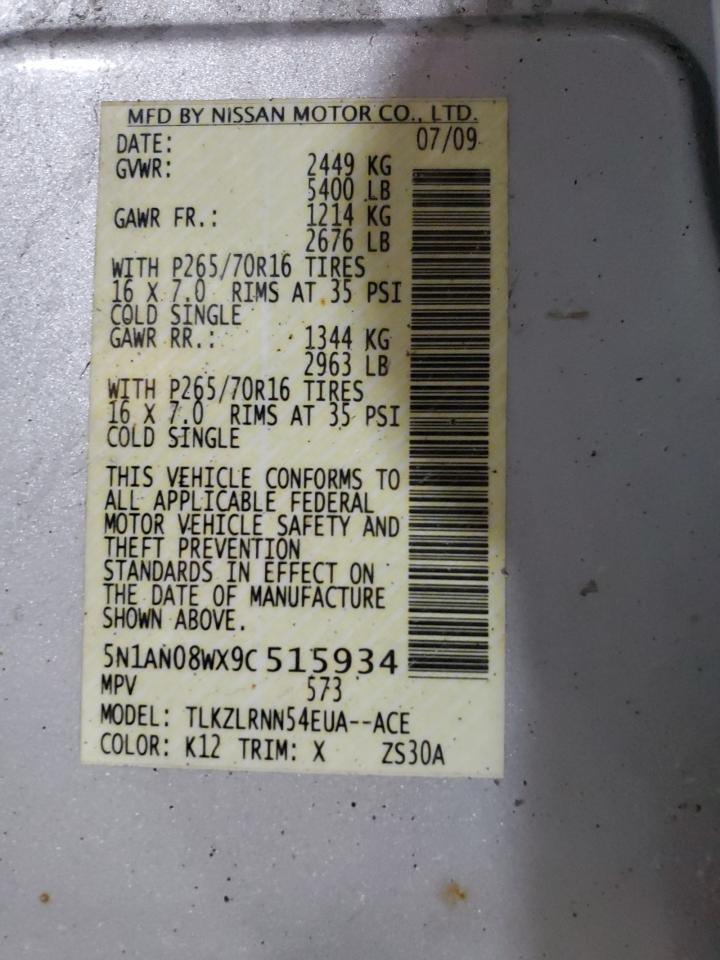 MFD BY NISSAN MOTOR CO., LTD.
DATE: 07/09
GVWR: 2449 KG
5400 LB
GAWR FR.: 1214 KG
2676 LB
WITH P265/70R16 TIRES
16 X 7.0 RIMS AT 35 PSI
COLD SINGLE
GAWR RR.: 1344 KG
2963 LB
WITH P265/70R16 TIRES
16 X 7.0 RIMS AT 35 PSI
COLD SINGLE
THIS VEHICLE CONFORMS TO
ALL APPLICABLE FEDERAL
MOTOR VEHICLE SAFETY AND
THEFT PREVENTION
STANDARDS IN EFFECT ON
THE DATE OF MANUFACTURE
SHOWN ABOVE.
5N1AN08WX9C 515934
MPV 573
MODEL: TLKZLRNN54EUA--ACE
COLOR: K12 TRIM: X ZS30A